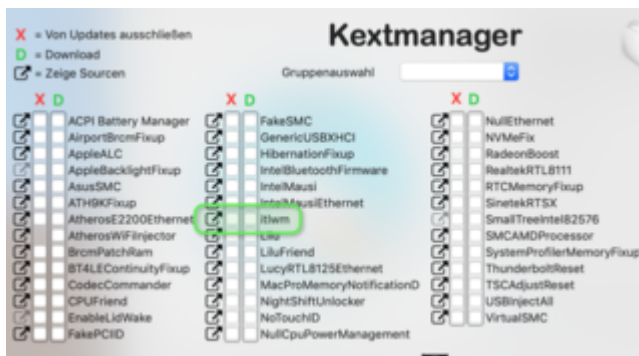 X = Von Updates ausschließen
D = Download
= Zeige Sourcen
Kextmanager
Gruppenauswahl
X D
ACPI Battery Manager
AirportBrcmFixup
AppleALC
AppleBacklightFixup
AsusSMC
ATH9KFixup
AtherosE2200Ethernet
AtherosWiFiInjector
BrcmPatchRam
BT4LEContinuityFixup
CodecCommander
CPUFriend
EnableLidWake
FakePCIID
X D
FakeSMC
GenericUSBXHCI
HibernationFixup
IntelBluetoothFirmware
IntelMausi
IntelMausiEthernet
itlwm
Lilu
LiluFriend
LucyRTL8125Ethernet
MacProMemoryNotificationD
NightShiftUnlocker
NoTouchID
NullCpuPowerManagement
X D
NullEthernet
NVMeFix
RadeonBoost
RealtekRTL8111
RTCMemoryFixup
SinetekRTSX
SmallTreeIntel82576
SMCAMDProcessor
SystemProfilerMemoryFixup
ThunderboltReset
TSCAdjustReset
USBInjectAll
VirtualSMC